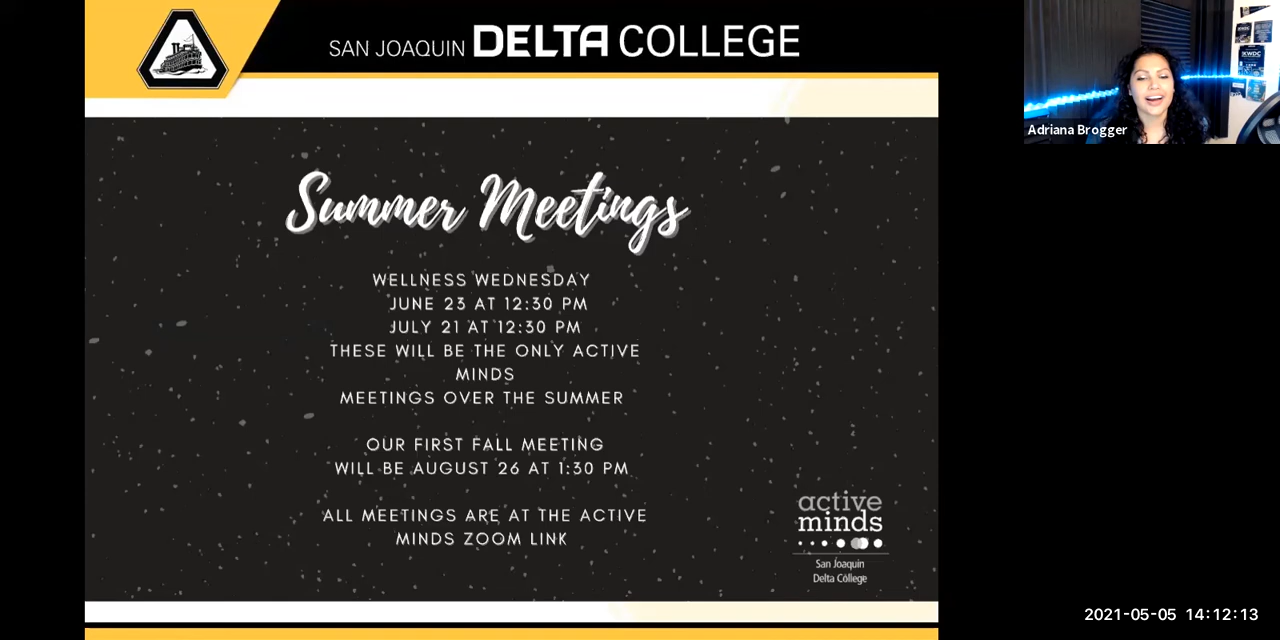 SAN JOAQUIN DELTA COLLEGE
Adriana Brogger
Summer Meetings
WELLNESS WEDNESDAY
JUNE 23 AT 12:30 PM
JULY 21 AT 12:30 PM
THESE WILL BE THE ONLY ACTIVE
MINDS
MEETINGS OVER THE SUMMER
OUR FIRST FALL MEETING
WILL BE AUGUST 26 AT 1:30 PM
ALL MEETINGS ARE AT THE ACTIVE
MINDS ZOOM LINK
active
minds
San Joaquin
Delta College
2021-05-05 14:12:13